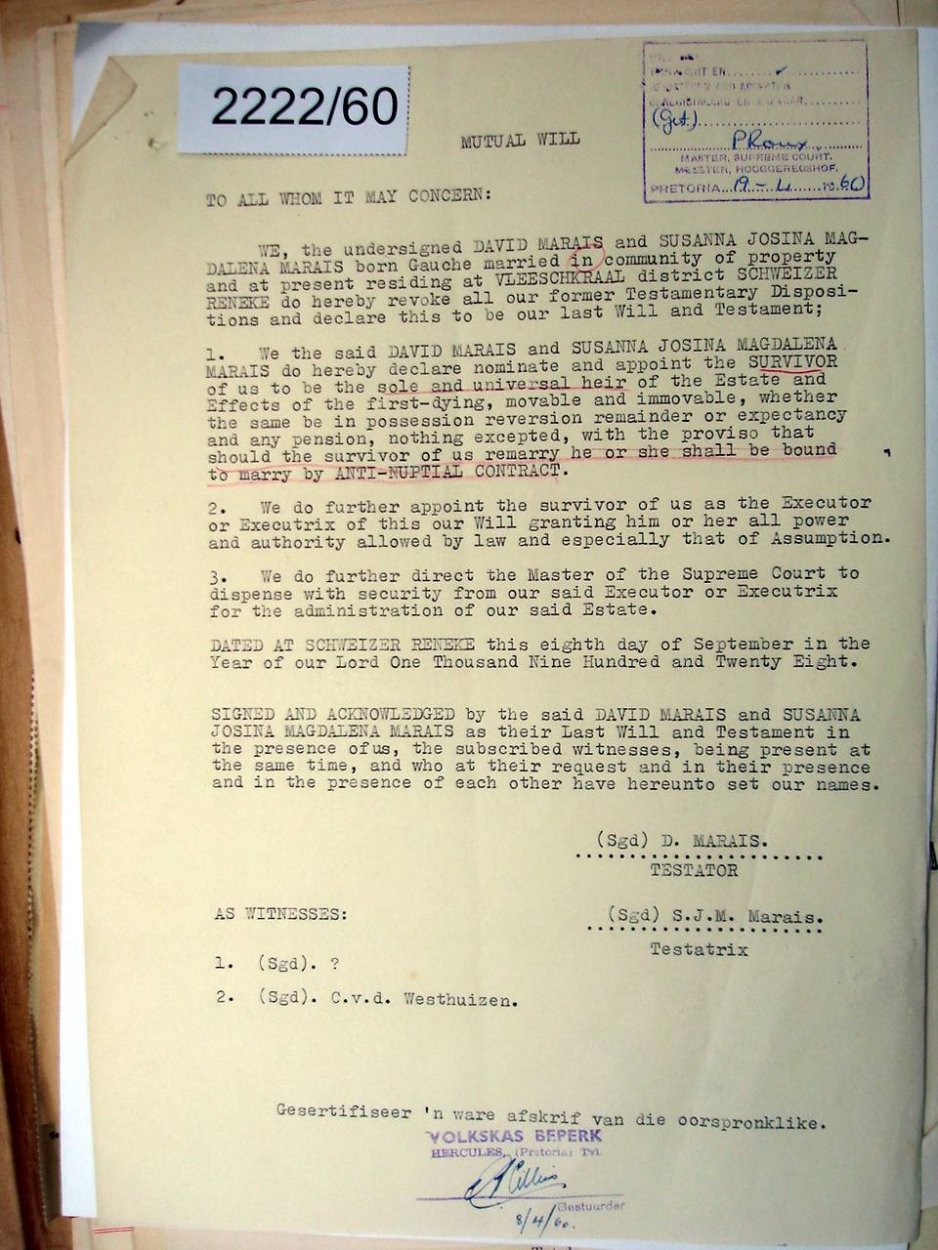 2222/60
MUTUAL WILL
(Get.)
MASTER, SUPREME COURT.
MEESTER, HOOGGEREGSHOF.
PRETORIA 19-4 1960
TO ALL WHOM IT MAY CONCERN:
WE, the undersigned DAVID MARAIS and SUSANNA JOSINA MAG-
DALENA MARAIS born Gauche married in community of property
and at present residing at VLEESCHKRAAL district SCHWEIZER
RENEKE do hereby revoke all our former Testamentary Disposi-
tions and declare this to be our last Will and Testament;
1. We the said DAVID MARAIS and SUSANNA JOSINA MAGDALENA
MARAIS do hereby declare nominate and appoint the SURVIVOR
of us to be the sole and universal heir of the Estate and
Effects of the first-dying, movable and immovable, whether
the same be in possession reversion remainder or expectancy
and any pension, nothing excepted, with the proviso that
should the survivor of us remarry he or she shall be bound
to marry by ANTI-NUPTIAL CONTRACT.
2. We do further appoint the survivor of us as the Executor
or Executrix of this our Will granting him or her all power
and authority allowed by law and especially that of Assumption.
3. We do further direct the Master of the Supreme Court to
dispense with security from our said Executor or Executrix
for the administration of our said Estate.
DATED AT SCHWEIZER RENEKE this eighth day of September in the
Year of our Lord One Thousand Nine Hundred and Twenty Eight.
SIGNED AND ACKNOWLEDGED by the said DAVID MARAIS and SUSANNA
JOSINA MAGDALENA MARAIS as their Last Will and Testament in
the presence of us, the subscribed witnesses, being present at
the same time, and who at their request and in their presence
and in the presence of each other have hereunto set our names.
(Sgd) D. MARAIS.
TESTATOR
AS WITNESSES:
(Sgd) S.J.M. Marais.
Testatrix
1. (Sgd). ?
2. (Sgd). C.v.d. Westhuizen.
Gesertifiseer 'n ware afskrif van die oorspronklike.
VOLKSKAS BEPERK
HERCULES, (Pretoria) Tvl.
Bestuurder
8/4/60.